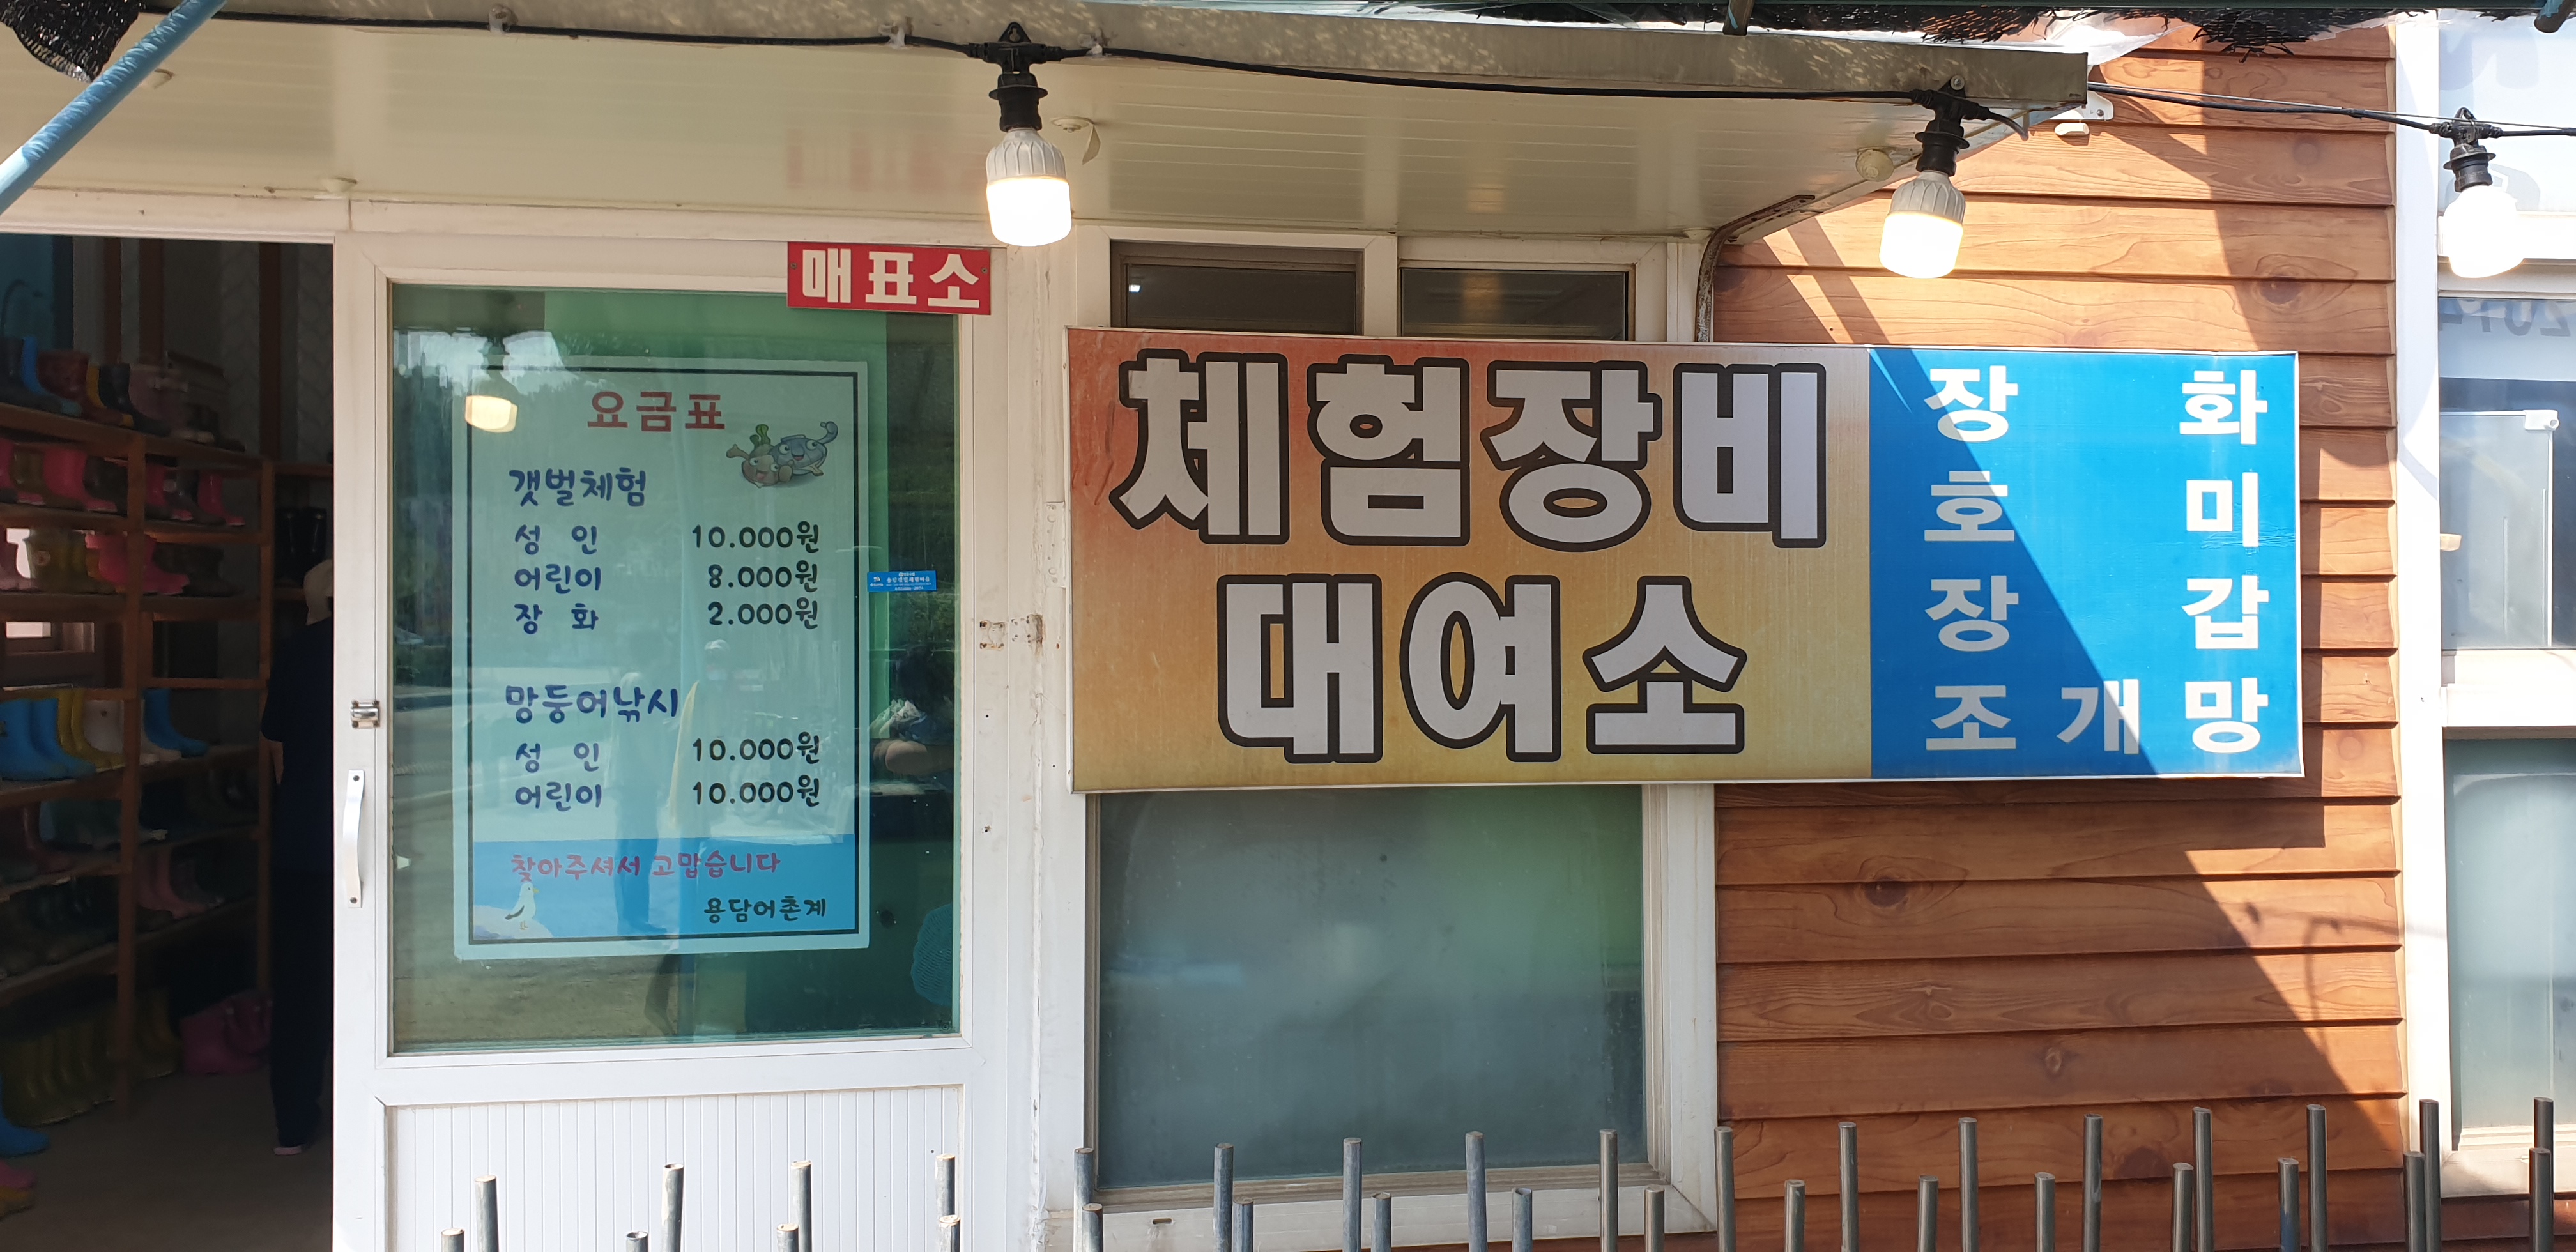 매표소
요금표
갯벌체험
성 인 10.000원
어린이 8.000원
장 화 2.000원
망둥어낚시
성 인 10.000원
어린이 10.000원
찾아주셔서 고맙습니다
용담어촌계
체험장비
대여소
장 화
호 미
장 갑
조 개 망